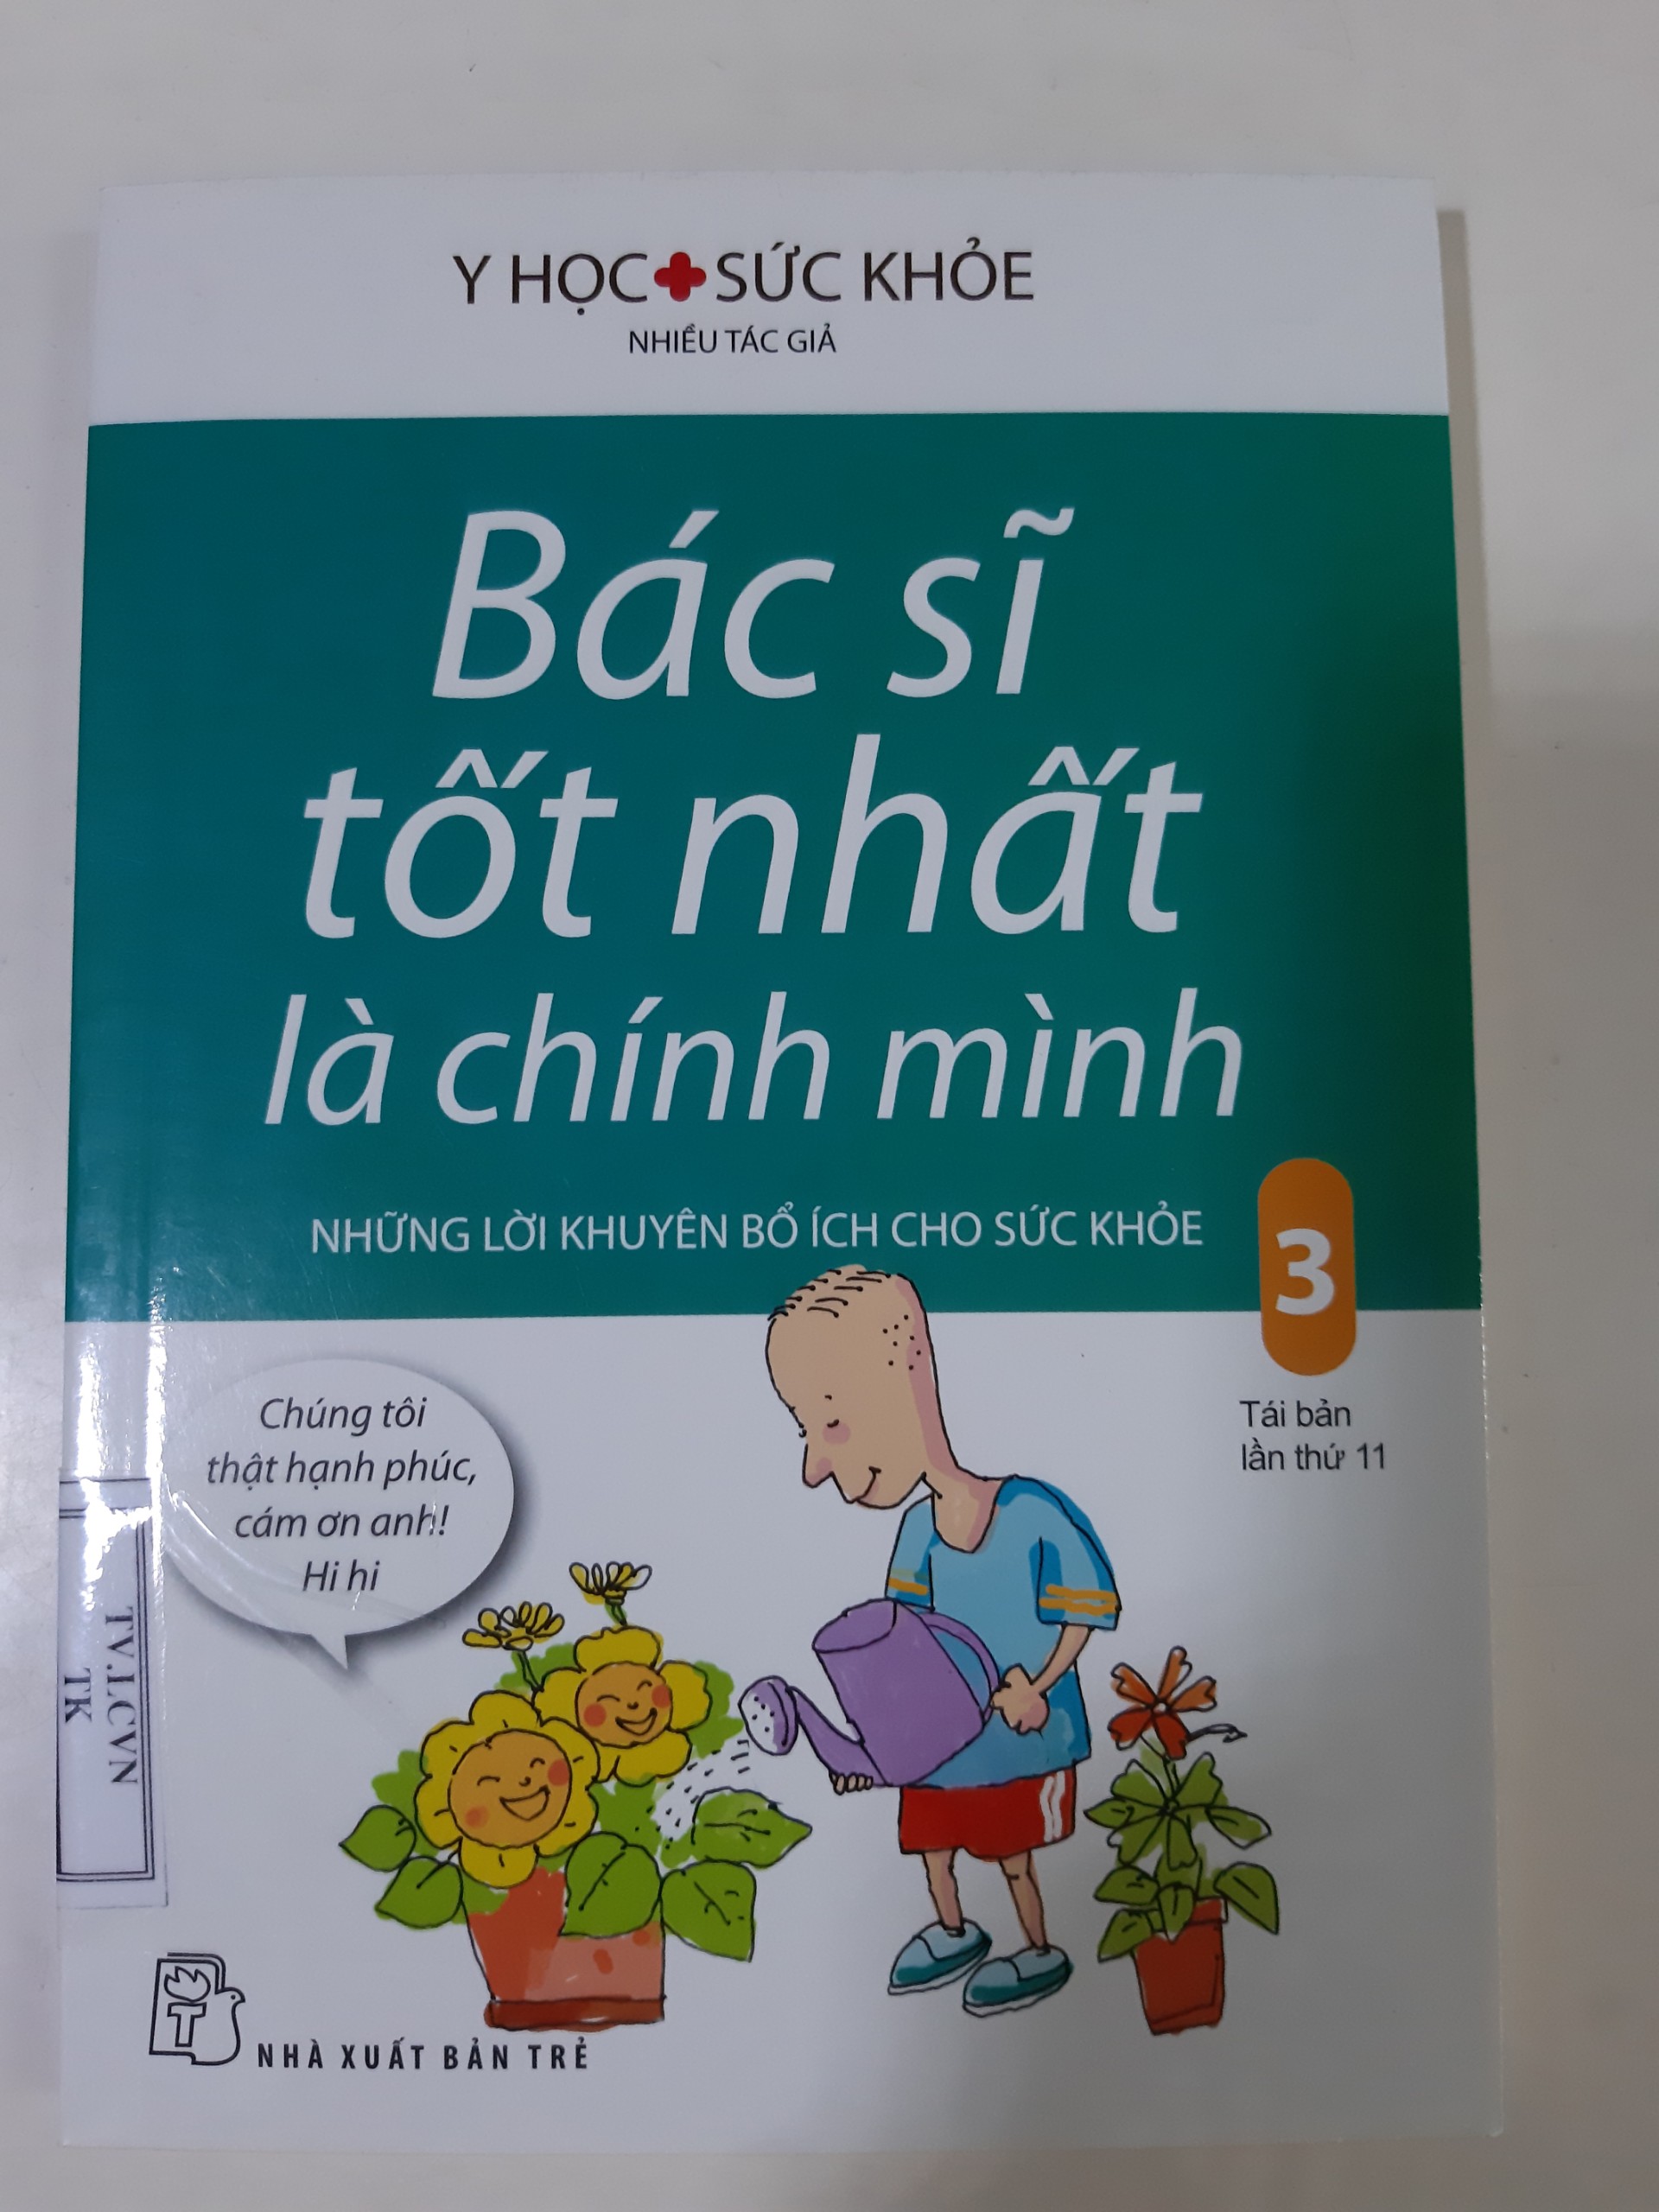 Y HỌC SỨC KHỎE
NHIỀU TÁC GIẢ
Bác sĩ
tốt nhất
là chính mình
NHỮNG LỜI KHUYÊN BỔ ÍCH CHO SỨC KHỎE
3
Tái bản
lần thứ 11
Chúng tôi
thật hạnh phúc,
cám ơn anh!
Hi hi
TV.LCVN
TK
T
NHÀ XUẤT BẢN TRẺ